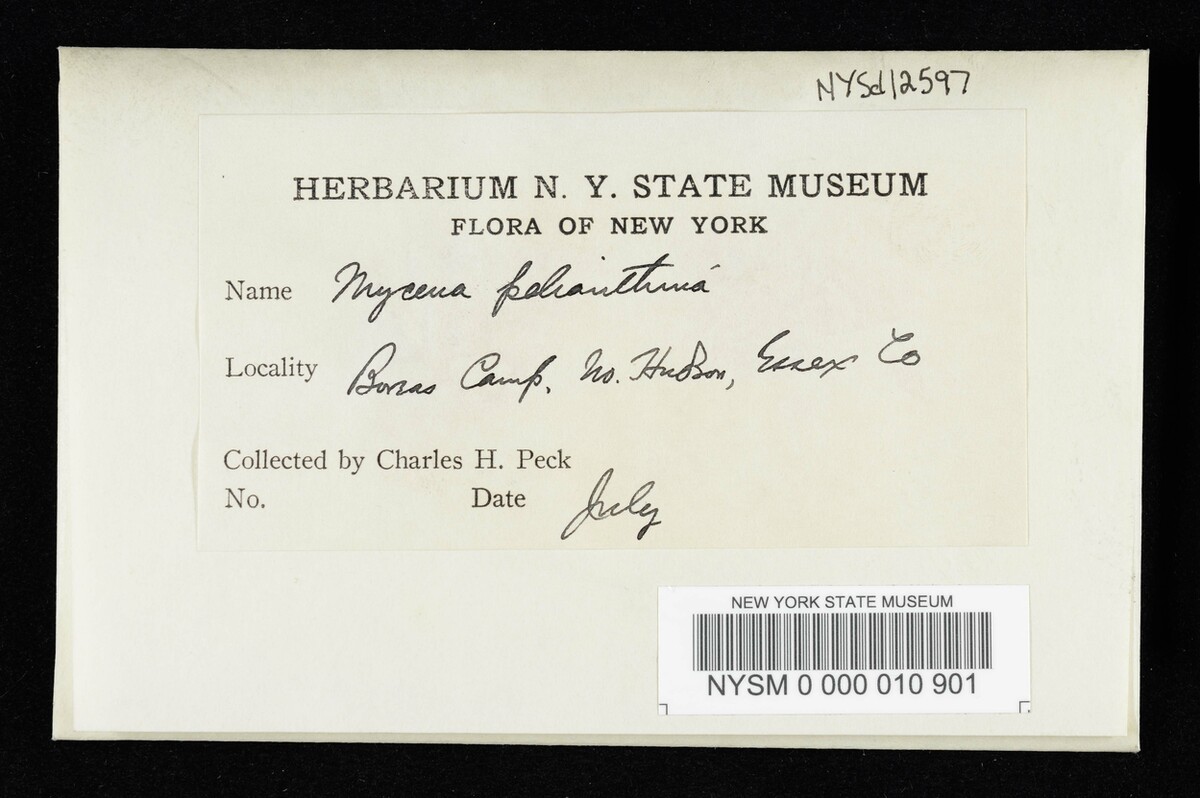 NYSd12597
HERBARIUM N. Y. STATE MUSEUM
FLORA OF NEW YORK
Name Mycena pelianthina
Locality Boreas Camp, No. Hudson, Essex Co
Collected by Charles H. Peck
No. Date July
NEW YORK STATE MUSEUM
NYSM 0 000 010 901